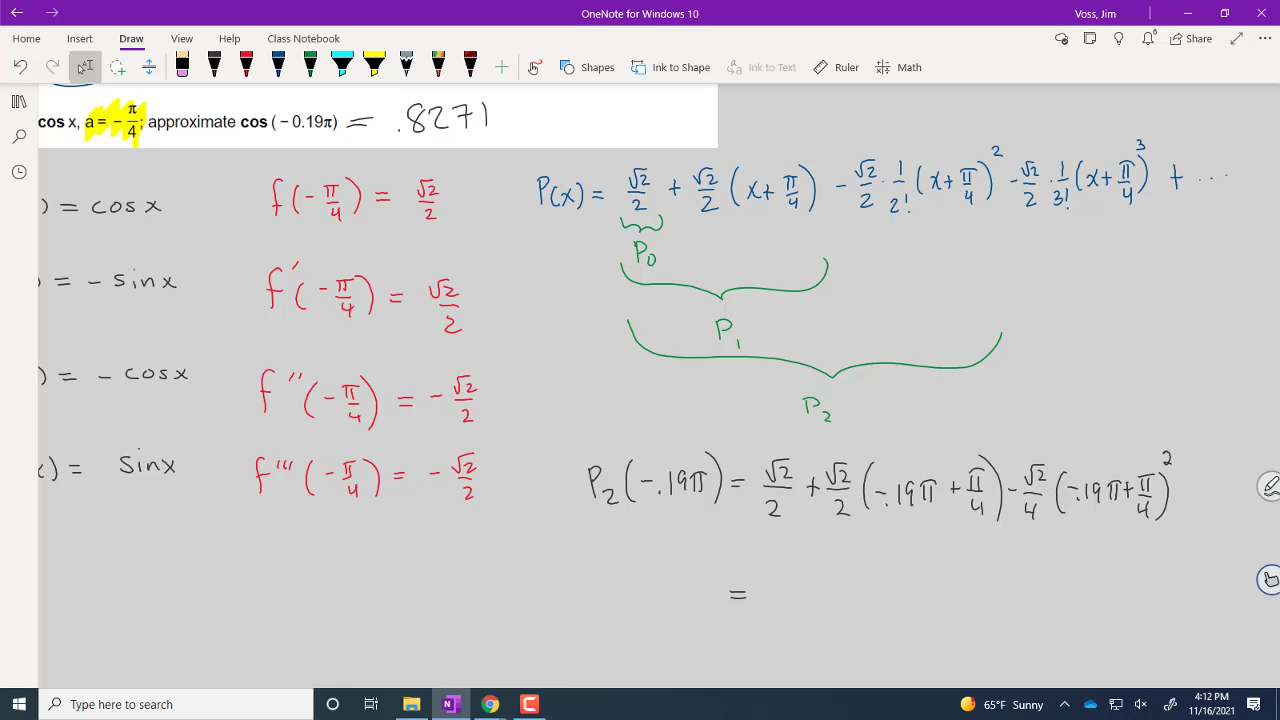 OneNote for Windows 10
Voss, Jim
Home Insert Draw View Help Class Notebook
Share
Shapes Ink to Shape Ink to Text Ruler Math
cos x, a = - π/4; approximate cos (- 0.19π) = .8271
) = cosx
f(-π/4) = √2/2
P(x) = √2/2 + √2/2 (x+π/4) - √2/2 · 1/2! (x+π/4)^2 - √2/2 · 1/3! (x+π/4)^3 + ...
P0
) = - sinx
f'(-π/4) = √2/2
P1
) = - cosx
f''(-π/4) = -√2/2
P2
x) = sinx
f'''(-π/4) = -√2/2
P2(-.19π) = √2/2 + √2/2 (-.19π + π/4) - √2/4 (-.19π+π/4)^2
=
Type here to search
65°F Sunny
4:12 PM
11/16/2021